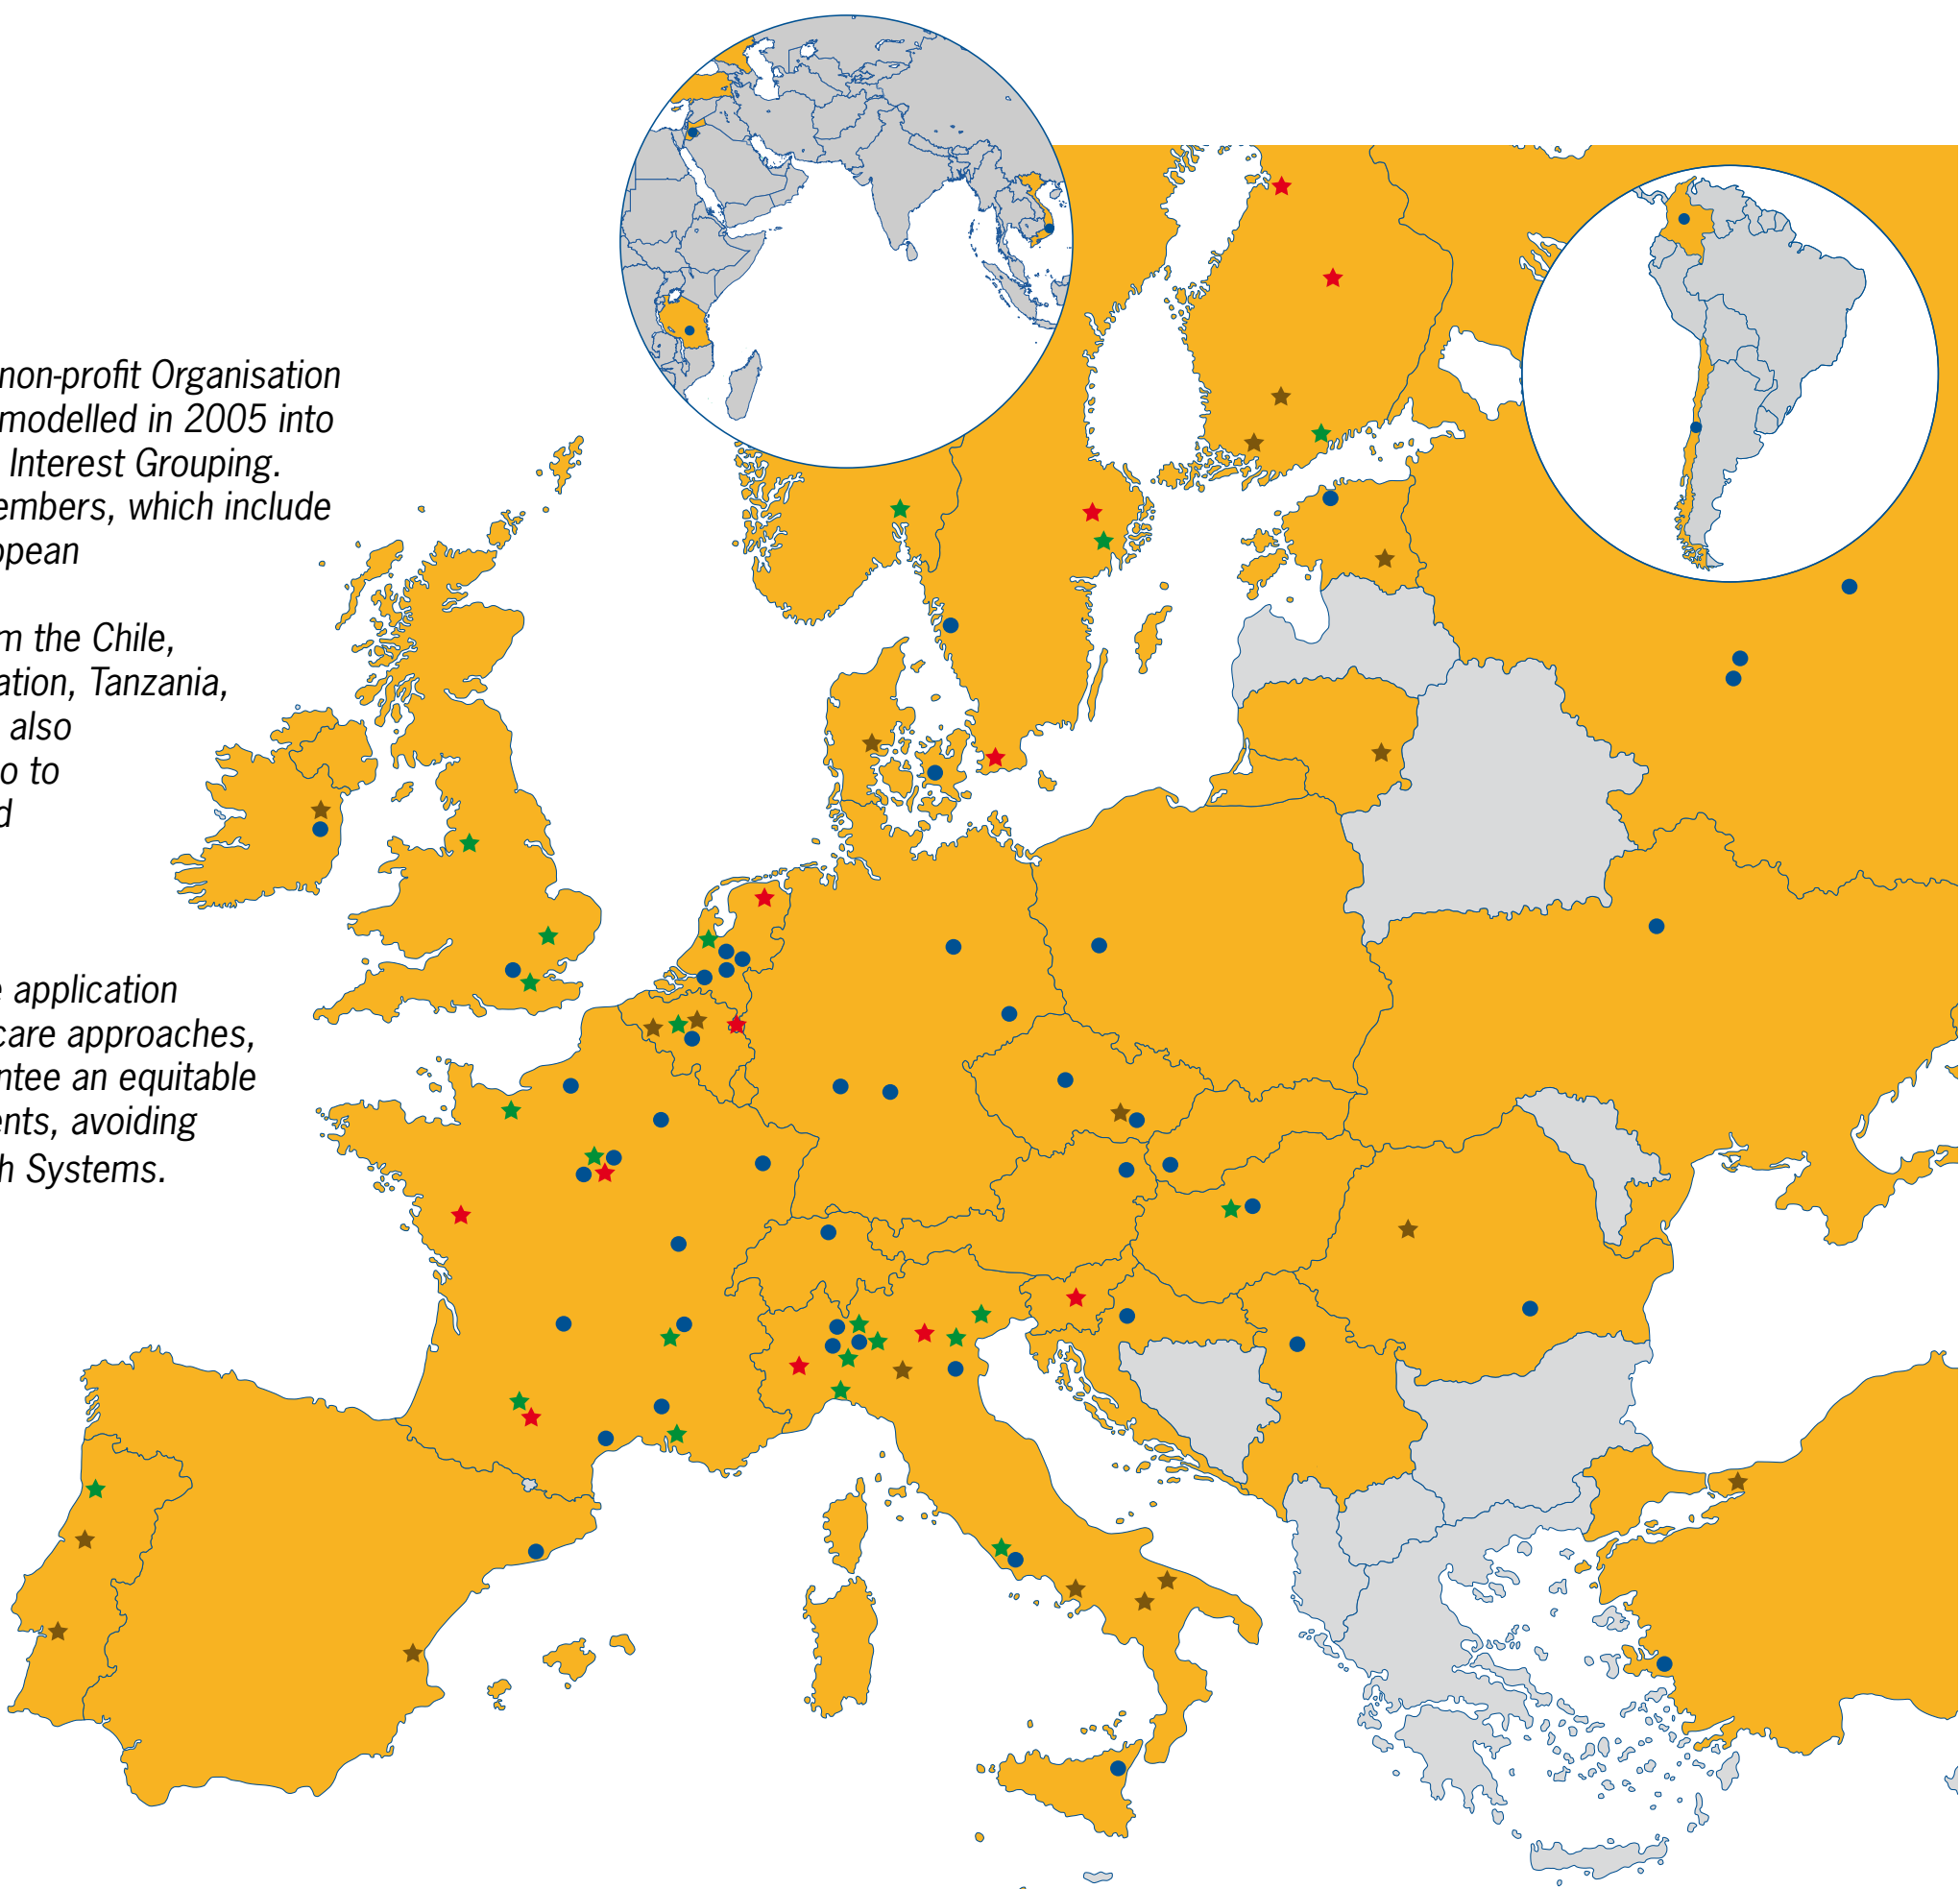 non-profit Organisation
modelled in 2005 into
Interest Grouping.
embers, which include
opean
m the Chile,
ation, Tanzania,
also
o to
d
e application
care approaches,
ntee an equitable
ents, avoiding
h Systems.